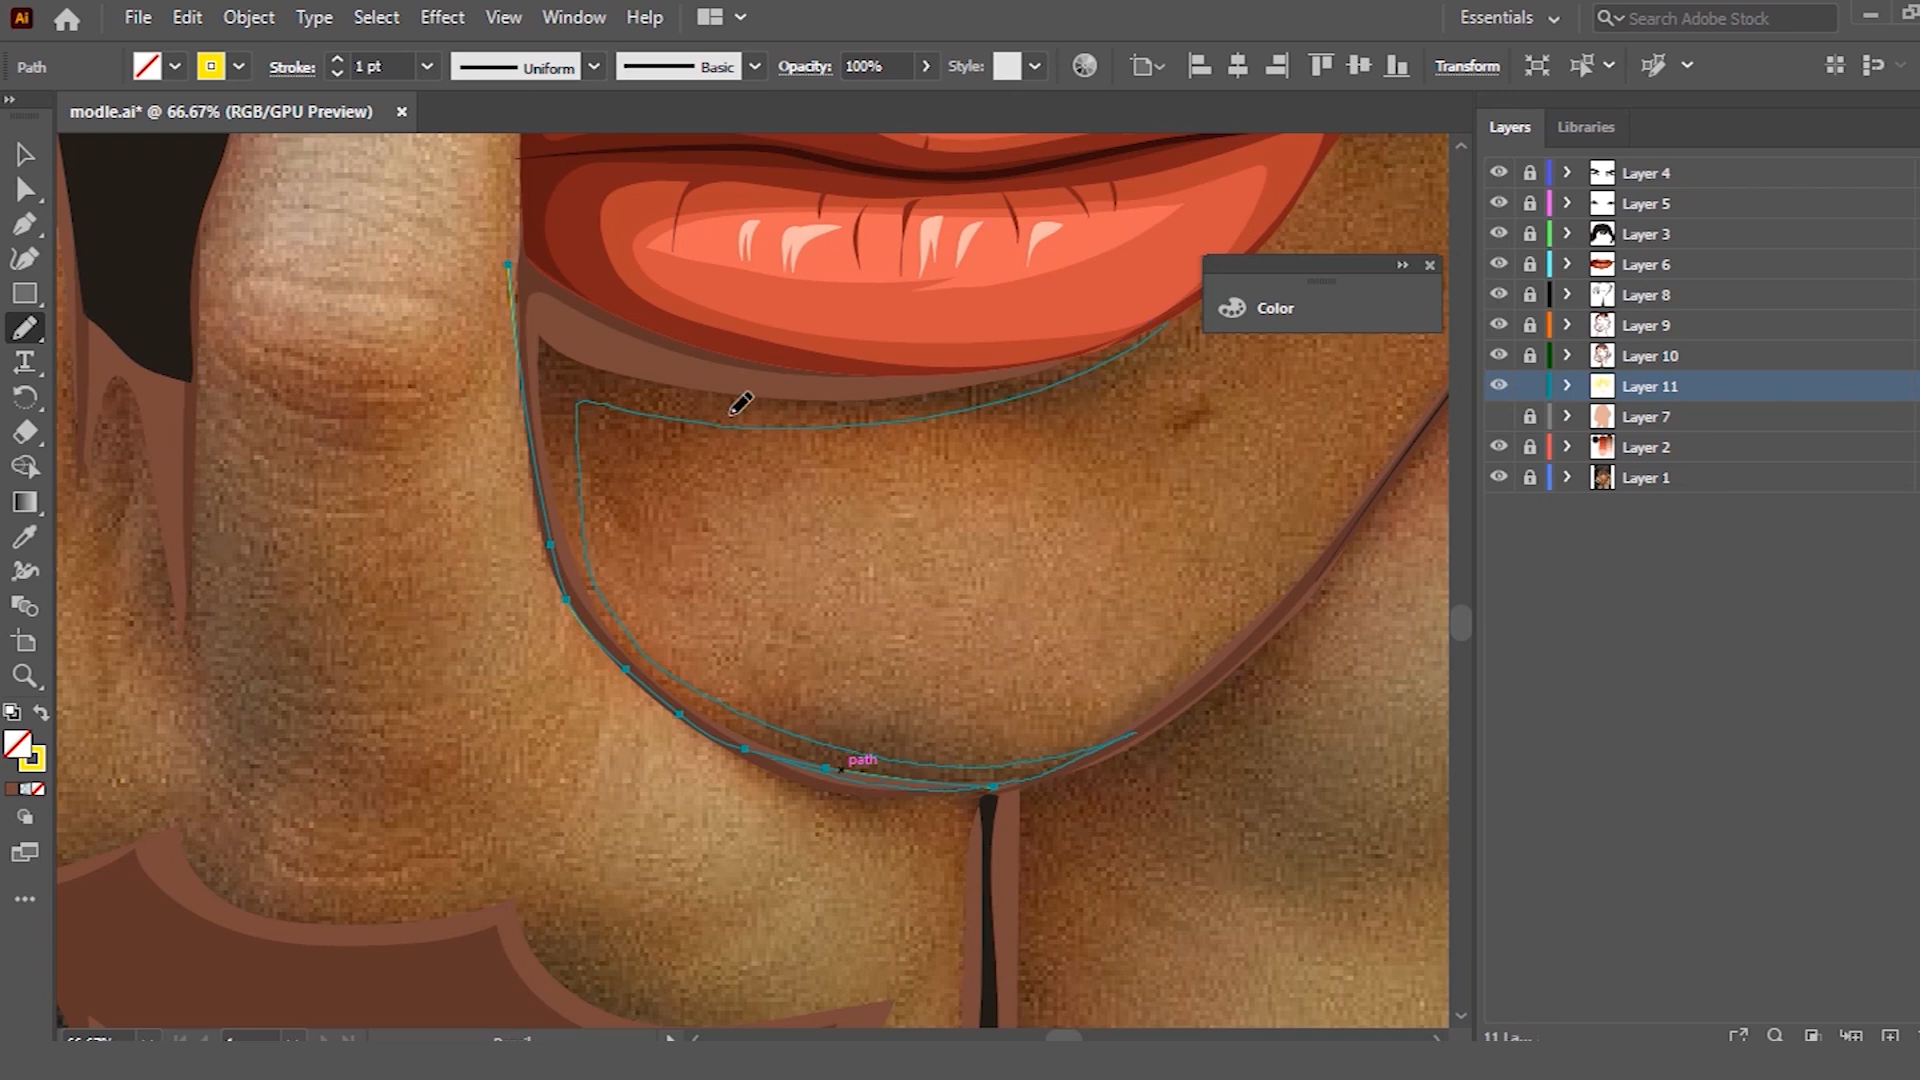 Ai File Edit Object Type Select Effect View Window Help Essentials Search Adobe Stock
Path Stroke: 1 pt Uniform Basic Opacity: 100% Style: Transform
modle.ai* @ 66.67% (RGB/GPU Preview)
Layers Libraries
Layer 4
Layer 5
Layer 3
Layer 6
Layer 8
Layer 9
Layer 10
Layer 11
Layer 7
Layer 2
Layer 1
Color
path